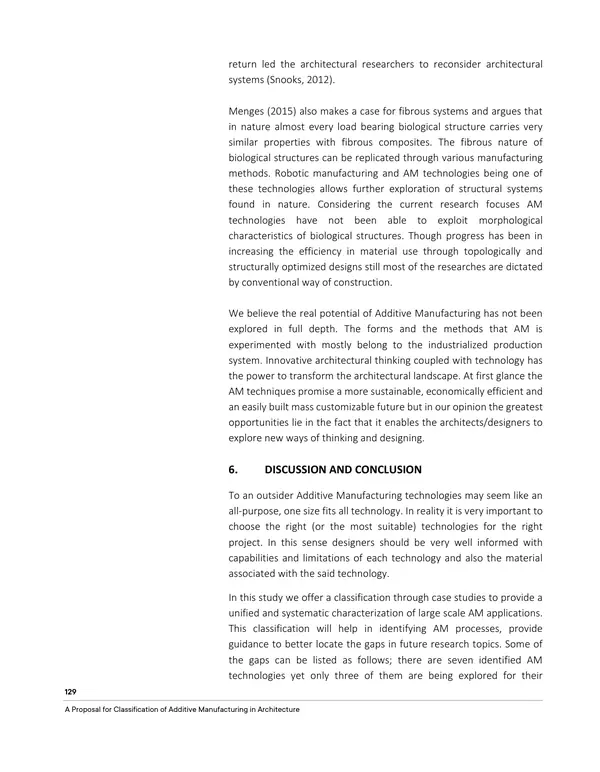 return led the architectural researchers to reconsider architectural
systems (Snooks, 2012).
Menges (2015) also makes a case for fibrous systems and argues that
in nature almost every load bearing biological structure carries very
similar properties with fibrous composites. The fibrous nature of
biological structures can be replicated through various manufacturing
methods. Robotic manufacturing and AM technologies being one of
these technologies allows further exploration of structural systems
found in nature. Considering the current research focuses AM
technologies have not been able to exploit morphological
characteristics of biological structures. Though progress has been in
increasing the efficiency in material use through topologically and
structurally optimized designs still most of the researches are dictated
by conventional way of construction.
We believe the real potential of Additive Manufacturing has not been
explored in full depth. The forms and the methods that AM is
experimented with mostly belong to the industrialized production
system. Innovative architectural thinking coupled with technology has
the power to transform the architectural landscape. At first glance the
AM techniques promise a more sustainable, economically efficient and
an easily built mass customizable future but in our opinion the greatest
opportunities lie in the fact that it enables the architects/designers to
explore new ways of thinking and designing.
6. DISCUSSION AND CONCLUSION
To an outsider Additive Manufacturing technologies may seem like an
all-purpose, one size fits all technology. In reality it is very important to
choose the right (or the most suitable) technologies for the right
project. In this sense designers should be very well informed with
capabilities and limitations of each technology and also the material
associated with the said technology.
In this study we offer a classification through case studies to provide a
unified and systematic characterization of large scale AM applications.
This classification will help in identifying AM processes, provide
guidance to better locate the gaps in future research topics. Some of
the gaps can be listed as follows; there are seven identified AM
technologies yet only three of them are being explored for their
129
A Proposal for Classification of Additive Manufacturing in Architecture